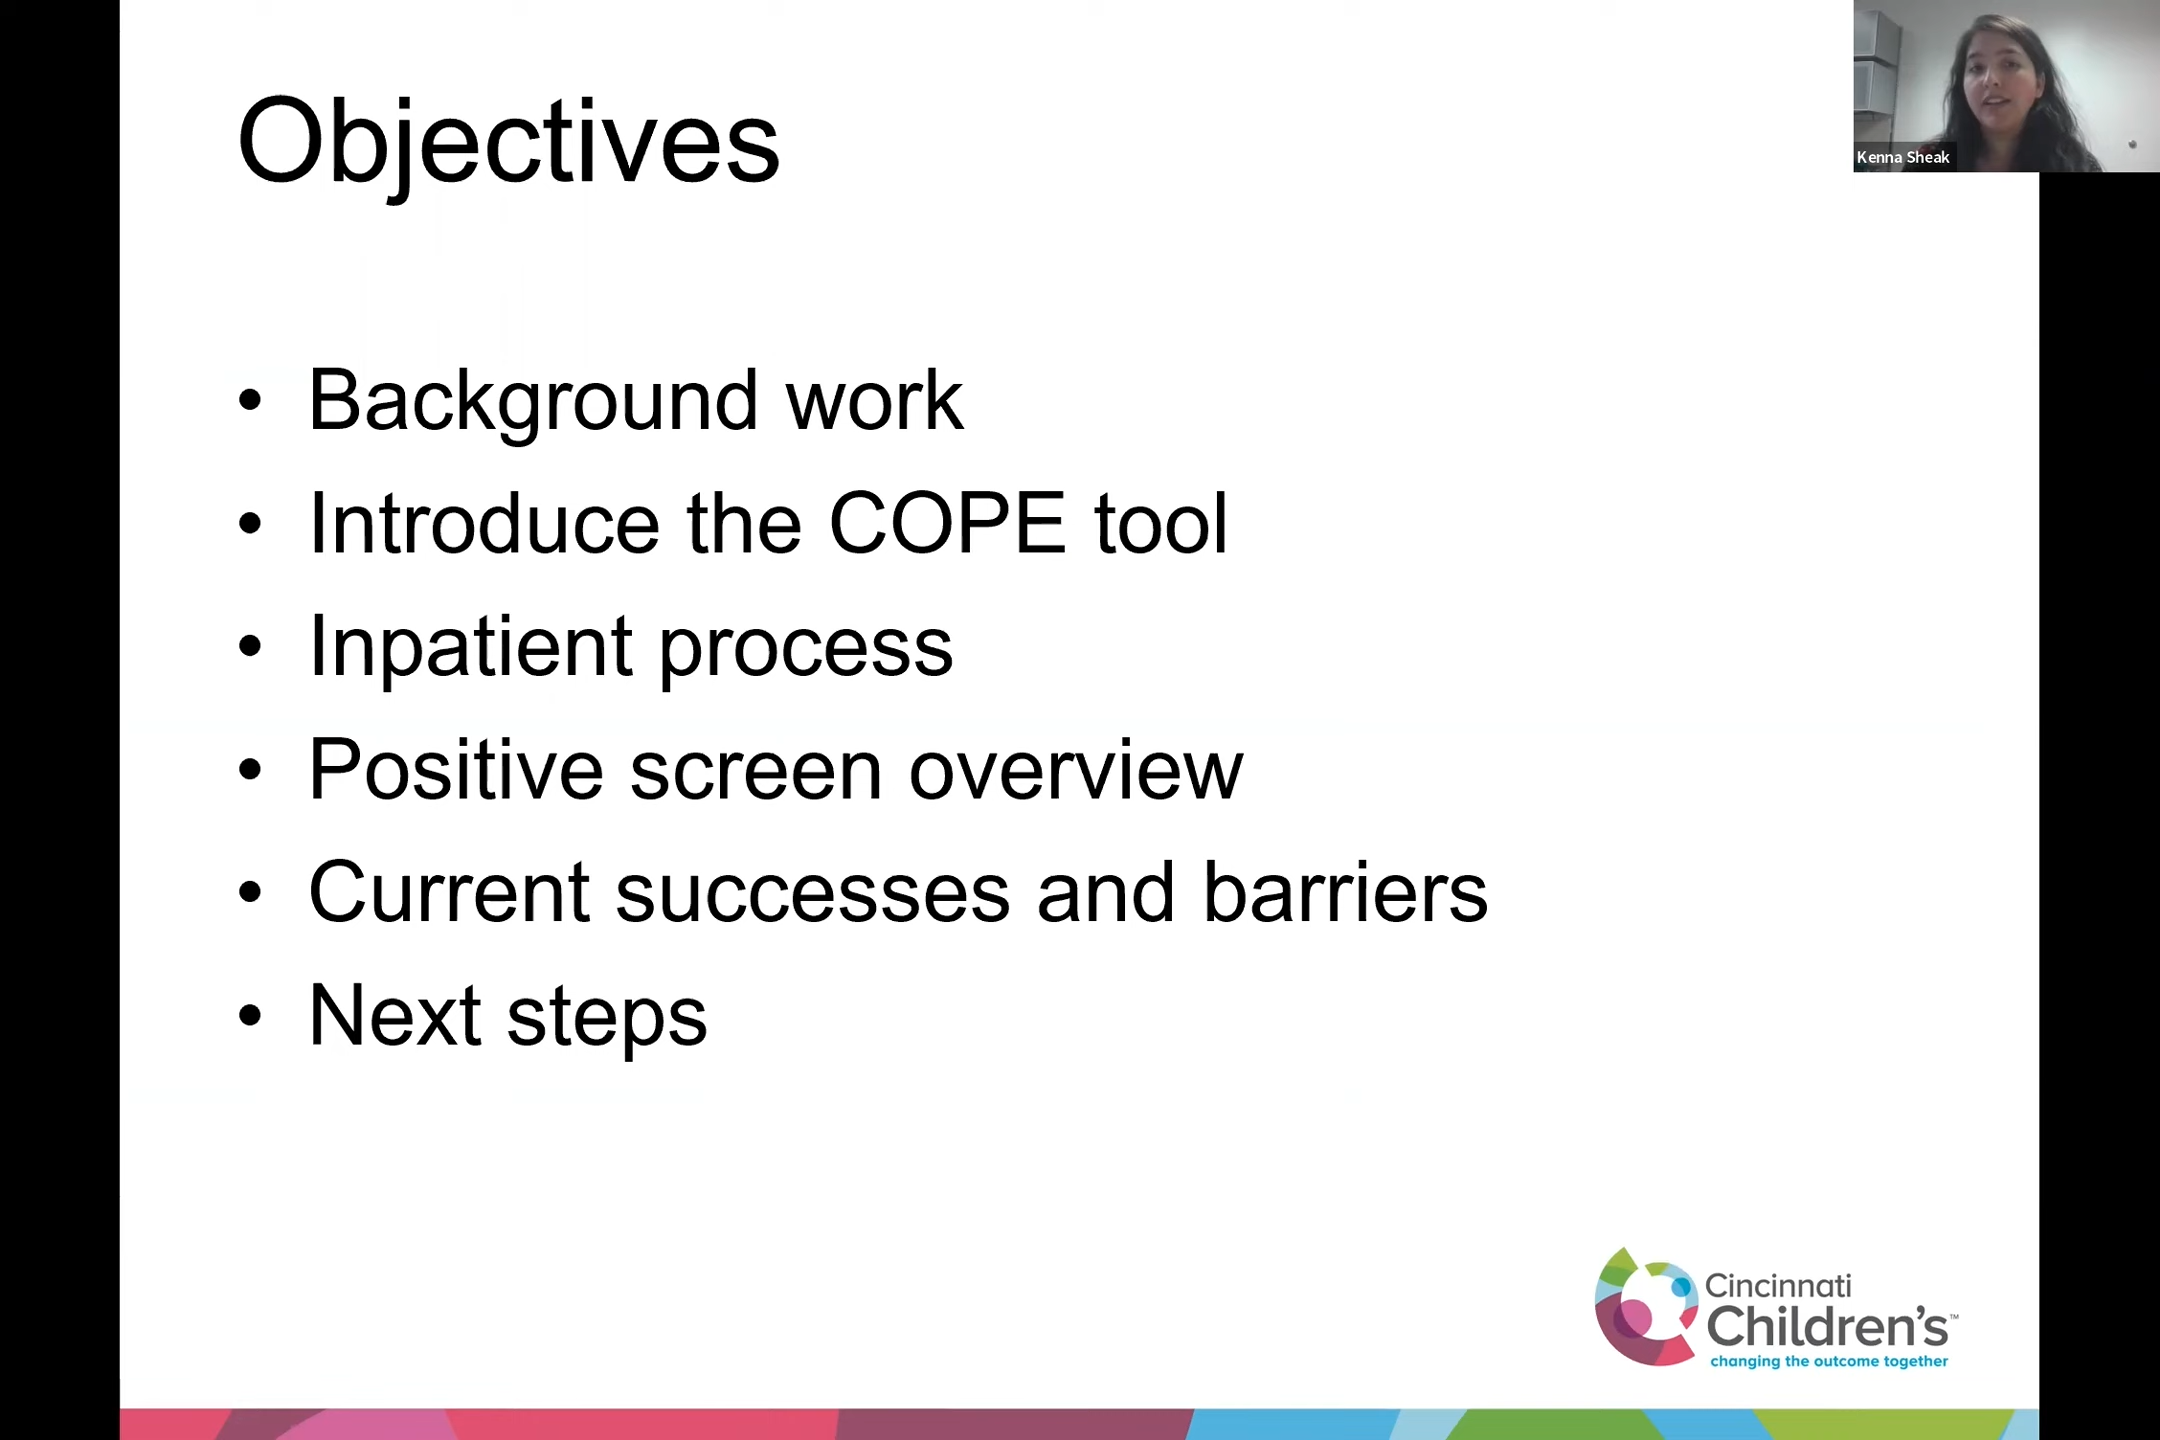 Objectives
Kenna Sheak
• Background work
• Introduce the COPE tool
• Inpatient process
• Positive screen overview
• Current successes and barriers
• Next steps
Cincinnati
Children's™
changing the outcome together